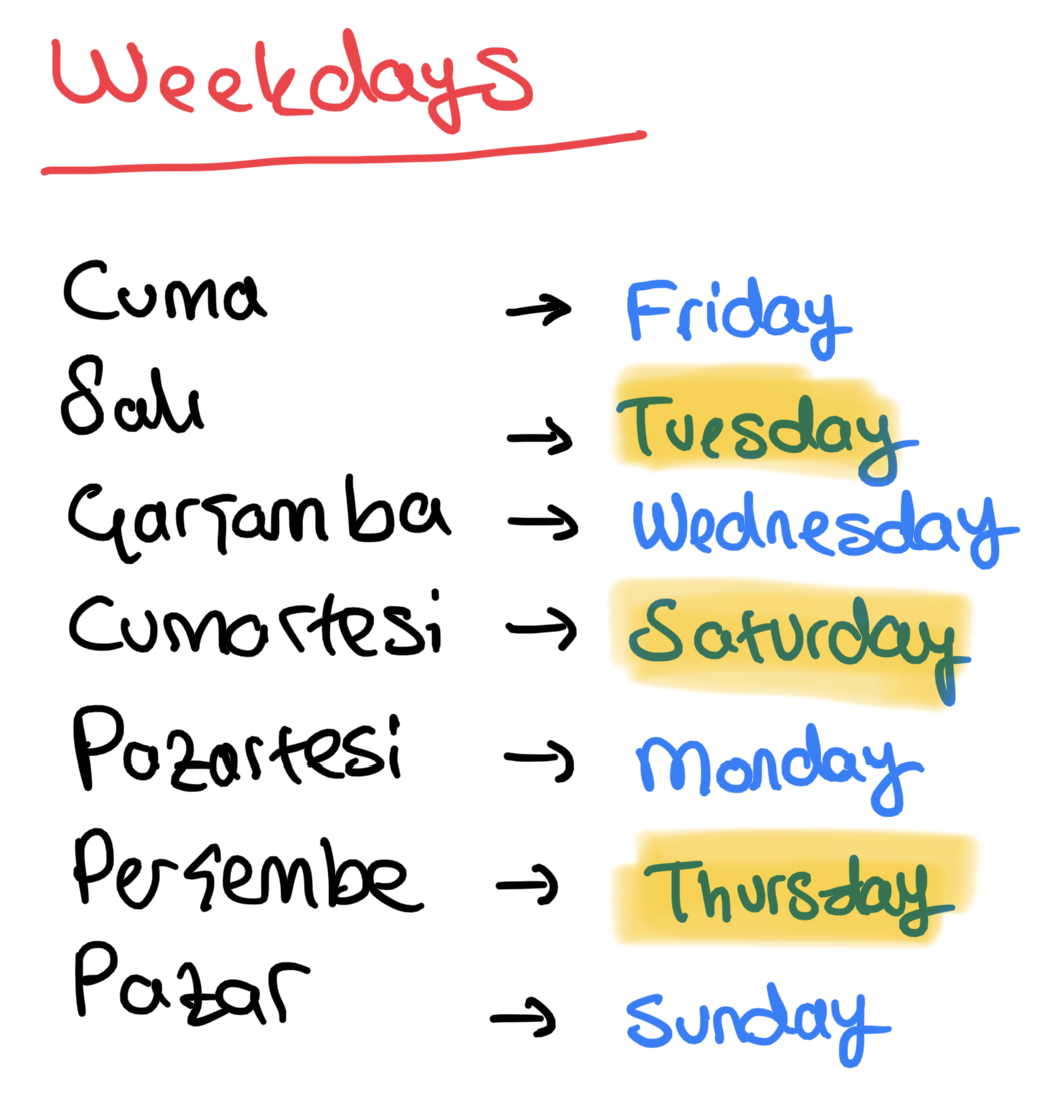 Weekdays
Cuma → Friday
Salı → Tuesday
Çarşamba → Wednesday
Cumartesi → Saturday
Pazartesi → Monday
Perşembe → Thursday
Pazar → Sunday